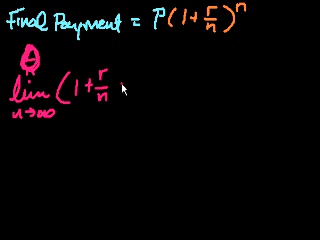 Final Payment = P(1+r/n)^n
A
lim n→∞ (1+r/n